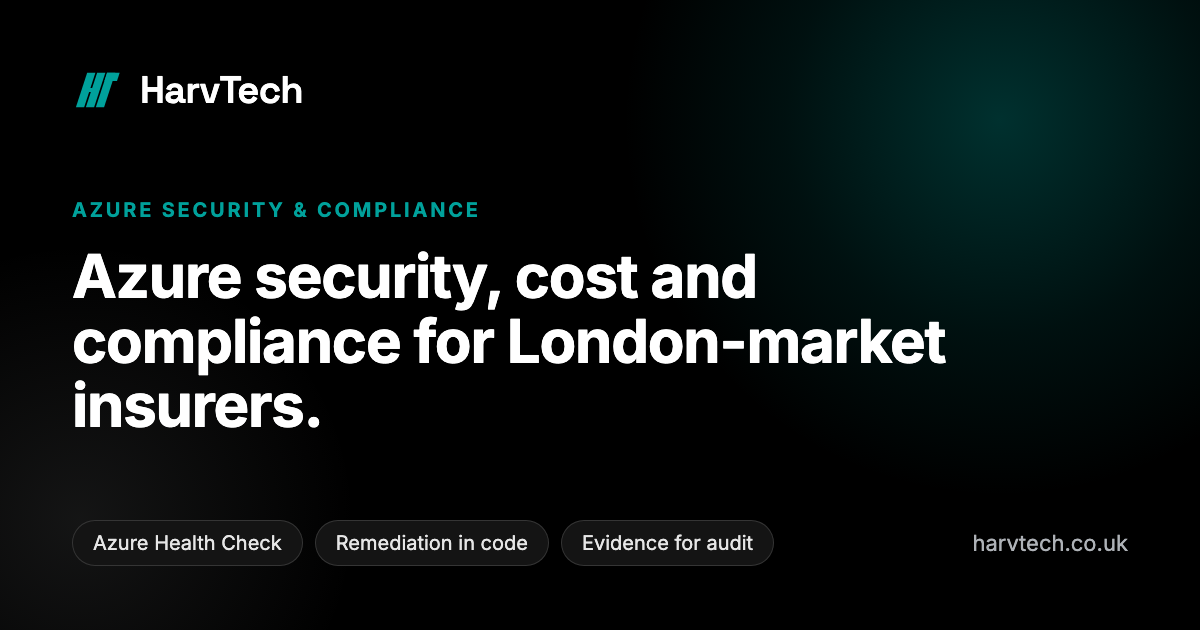 HarvTech
AZURE SECURITY & COMPLIANCE
Azure security, cost and
compliance for London-market
insurers.
Azure Health Check
Remediation in code
Evidence for audit
harvtech.co.uk